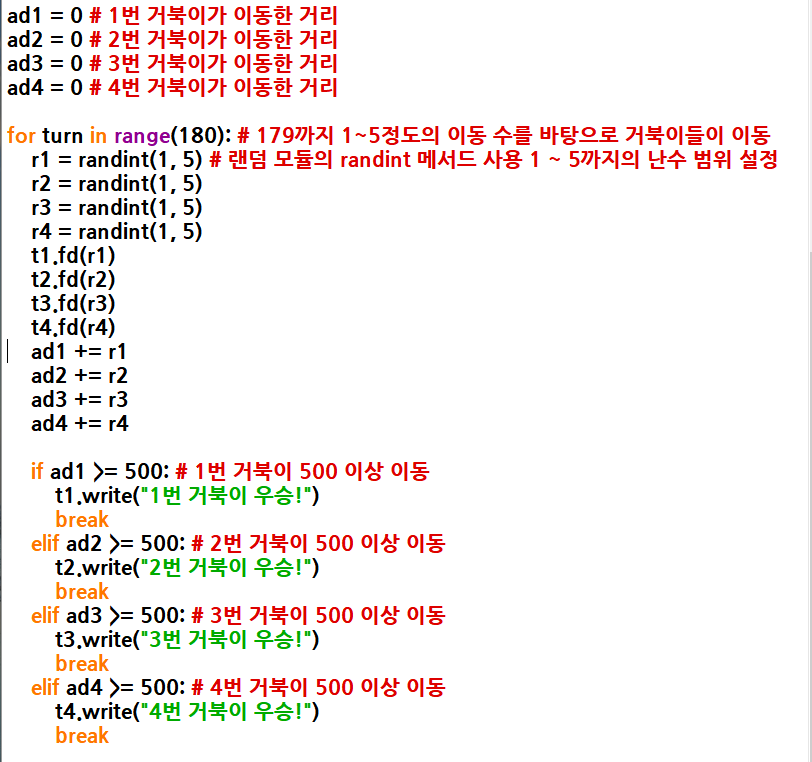 ad1 = 0 # 1번 거북이가 이동한 거리
ad2 = 0 # 2번 거북이가 이동한 거리
ad3 = 0 # 3번 거북이가 이동한 거리
ad4 = 0 # 4번 거북이가 이동한 거리
for turn in range(180): # 179까지 1~5정도의 이동 수를 바탕으로 거북이들이 이동
r1 = randint(1, 5) # 랜덤 모듈의 randint 메서드 사용 1 ~ 5까지의 난수 범위 설정
r2 = randint(1, 5)
r3 = randint(1, 5)
r4 = randint(1, 5)
t1.fd(r1)
t2.fd(r2)
t3.fd(r3)
t4.fd(r4)
ad1 += r1
ad2 += r2
ad3 += r3
ad4 += r4
if ad1 >= 500: # 1번 거북이 500 이상 이동
t1.write("1번 거북이 우승!")
break
elif ad2 >= 500: # 2번 거북이 500 이상 이동
t2.write("2번 거북이 우승!")
break
elif ad3 >= 500: # 3번 거북이 500 이상 이동
t3.write("3번 거북이 우승!")
break
elif ad4 >= 500: # 4번 거북이 500 이상 이동
t4.write("4번 거북이 우승!")
break